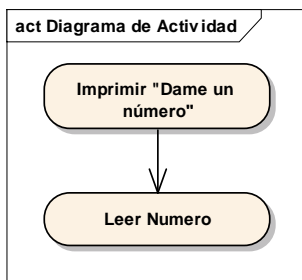 act Diagrama de Actividad
Imprimir "Dame un
número"
Leer Numero